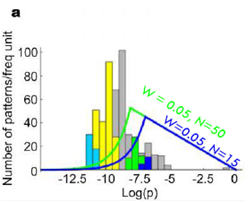 a
Number of patterns/freq unit
100
80
60
40
20
0
W = 0.05, N=50
W=0.05, N=15
-12.5 -10 -7.5 -5 -2.5 0
Log(p)